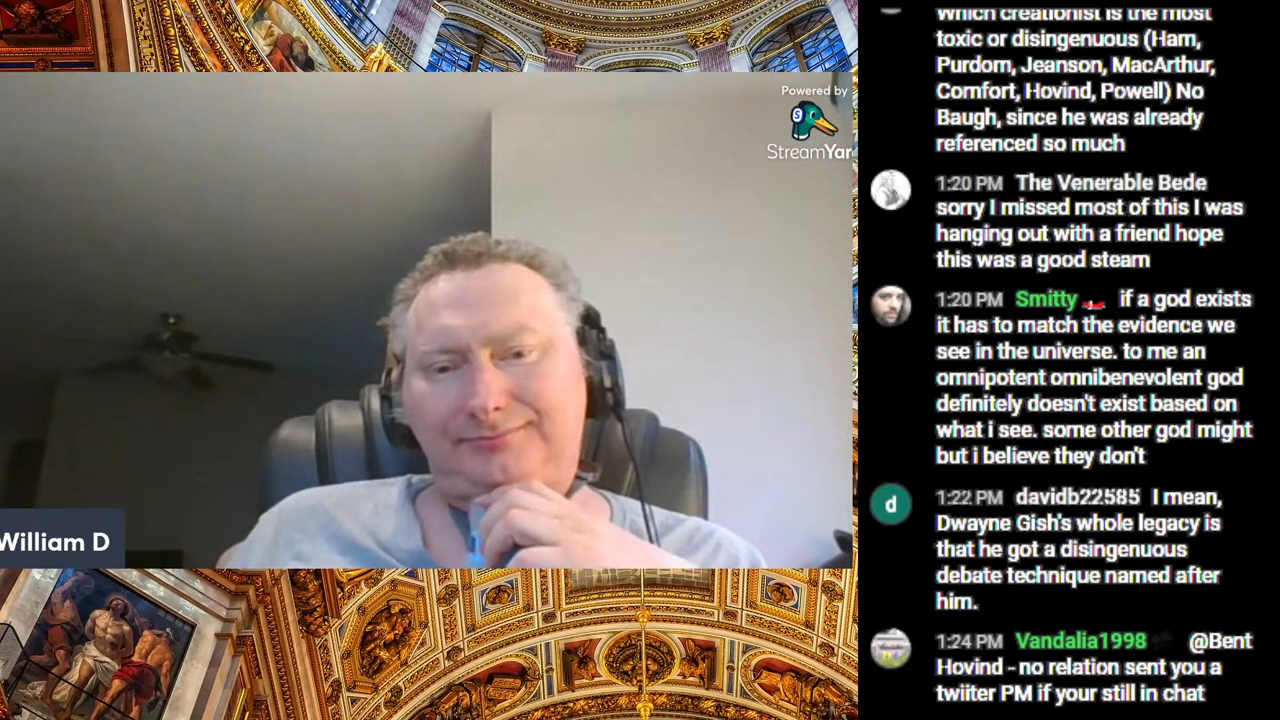 Powered by
StreamYar
William D
Which creationist is the most
toxic or disingenuous (Ham,
Purdom, Jeanson, MacArthur,
Comfort, Hovind, Powell) No
Baugh, since he was already
referenced so much
1:20 PM The Venerable Bede
sorry I missed most of this I was
hanging out with a friend hope
this was a good steam
1:20 PM Smitty if a god exists
it has to match the evidence we
see in the universe. to me an
omnipotent omnibenevolent god
definitely doesn't exist based on
what i see. some other god might
but i believe they don't
d
1:22 PM davidb22585 I mean,
Dwayne Gish's whole legacy is
that he got a disingenuous
debate technique named after
him.
1:24 PM Vandalia1998 @Bent
Hovind - no relation sent you a
twiiter PM if your still in chat